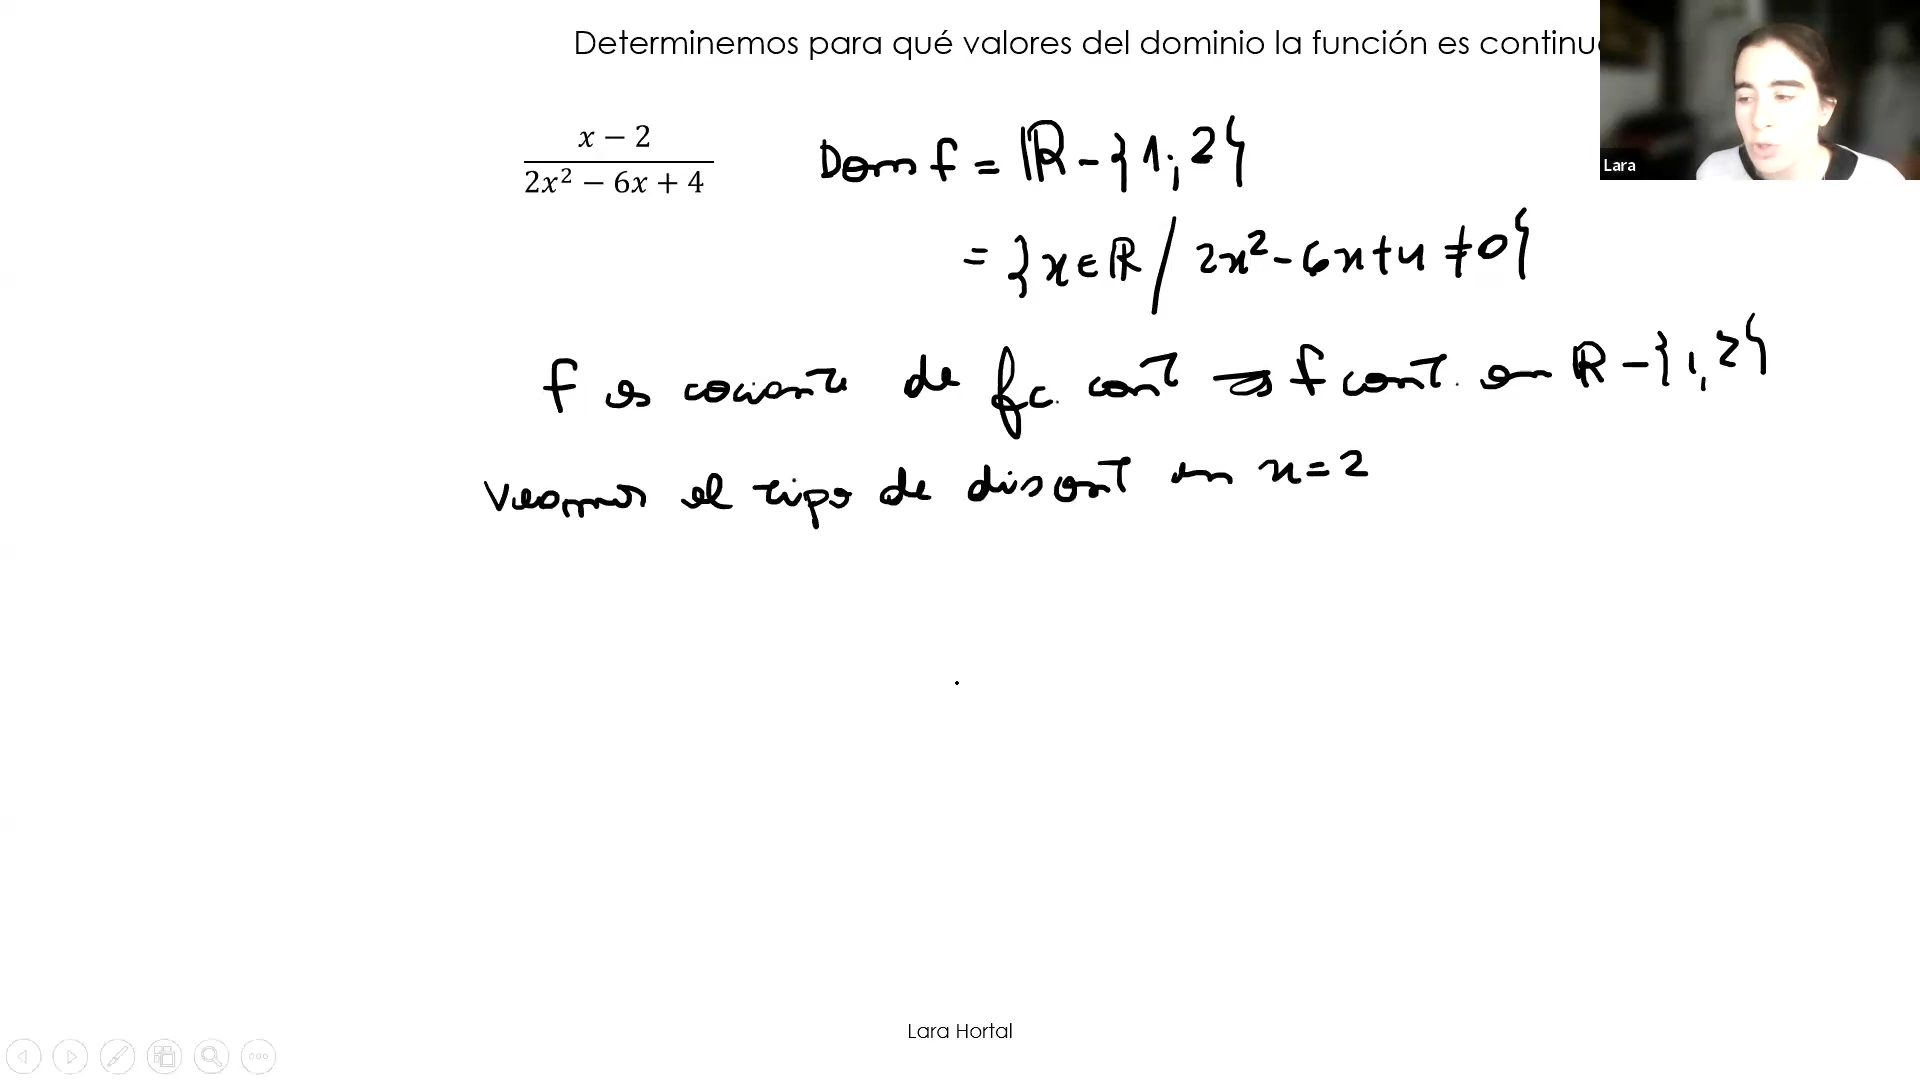 Determinemos para qué valores del dominio la función es continu
x − 2
2x² − 6x + 4
Dom f = ℝ - {1; 2}
= {x ∈ ℝ / 2x² - 6x + 4 ≠ 0}
f es cociente de fc. cont → f cont. en ℝ - {1, 2}
Veamos el tipo de discont en x = 2
Lara
Lara Hortal